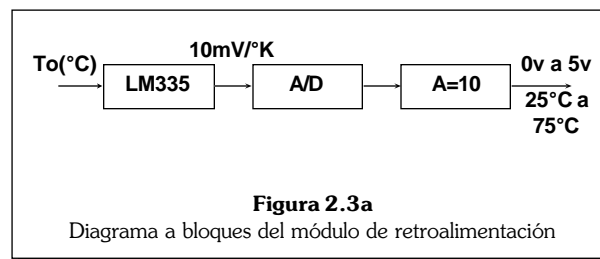 To(°C)
LM335
10mV/°K
A/D
A=10
0v a 5v
25°C a
75°C
Figura 2.3a
Diagrama a bloques del módulo de retroalimentación